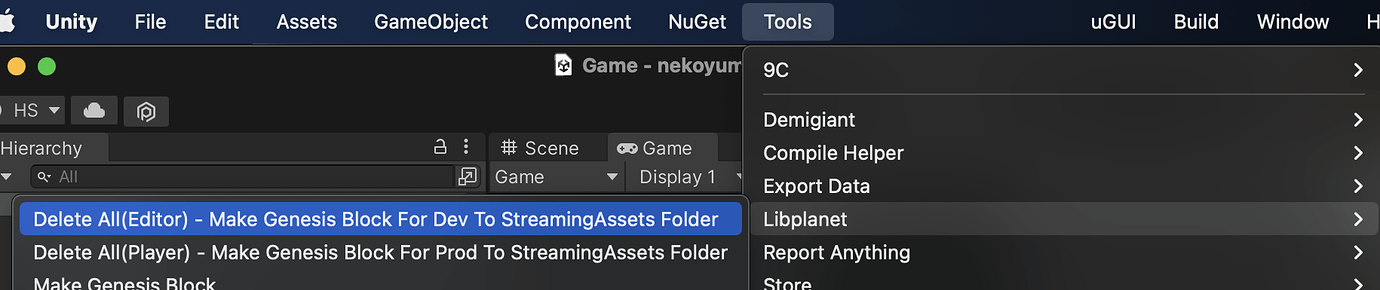 Unity File Edit Assets GameObject Component NuGet Tools uGUI Build Window H
Game - nekoyum
9C
HS
Demigiant
Hierarchy
Scene
Game
Compile Helper
All
Game
Display 1
Export Data
Delete All(Editor) - Make Genesis Block For Dev To StreamingAssets Folder
Libplanet
Delete All(Player) - Make Genesis Block For Prod To StreamingAssets Folder
Report Anything
Make Genesis Block
Store